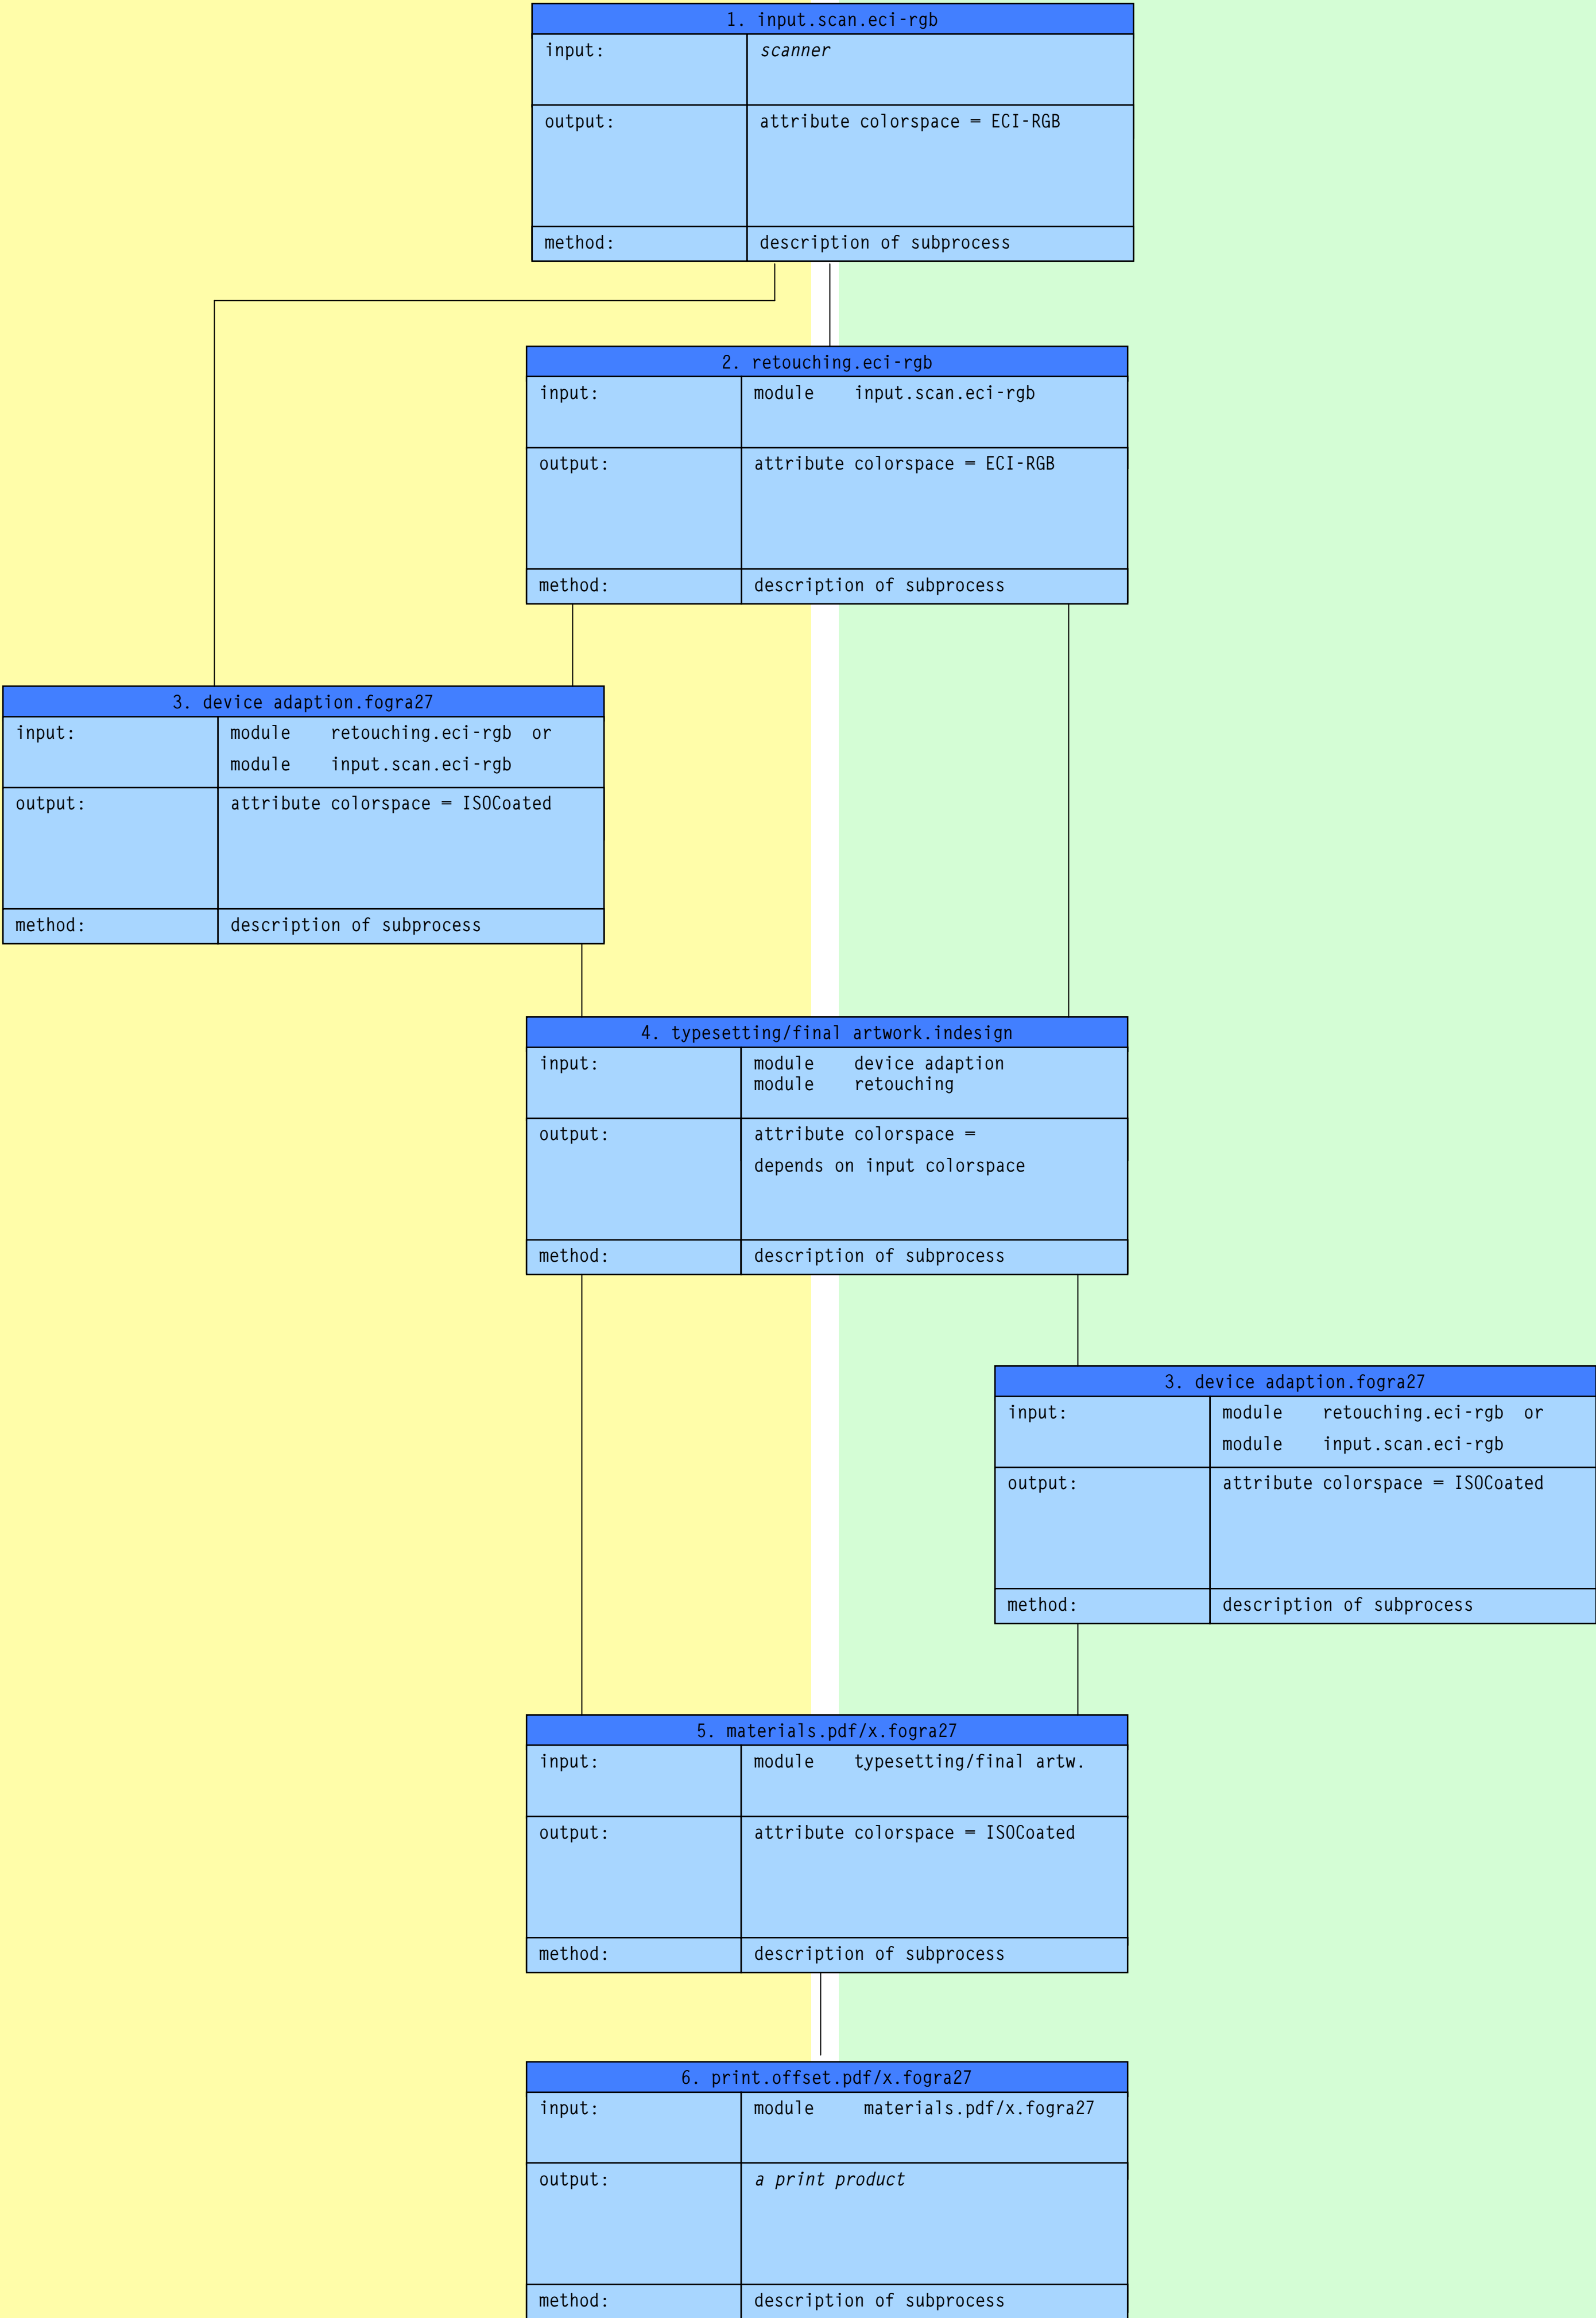 1. input.scan.eci-rgb
input: scanner
output: attribute colorspace = ECI-RGB
method: description of subprocess
2. retouching.eci-rgb
input: module input.scan.eci-rgb
output: attribute colorspace = ECI-RGB
method: description of subprocess
3. device adaption.fogra27
input: module retouching.eci-rgb or
module input.scan.eci-rgb
output: attribute colorspace = ISOCoated
method: description of subprocess
4. typesetting/final artwork.indesign
input: module device adaption
module retouching
output: attribute colorspace =
depends on input colorspace
method: description of subprocess
3. device adaption.fogra27
input: module retouching.eci-rgb or
module input.scan.eci-rgb
output: attribute colorspace = ISOCoated
method: description of subprocess
5. materials.pdf/x.fogra27
input: module typesetting/final artw.
output: attribute colorspace = ISOCoated
method: description of subprocess
6. print.offset.pdf/x.fogra27
input: module materials.pdf/x.fogra27
output: a print product
method: description of subprocess